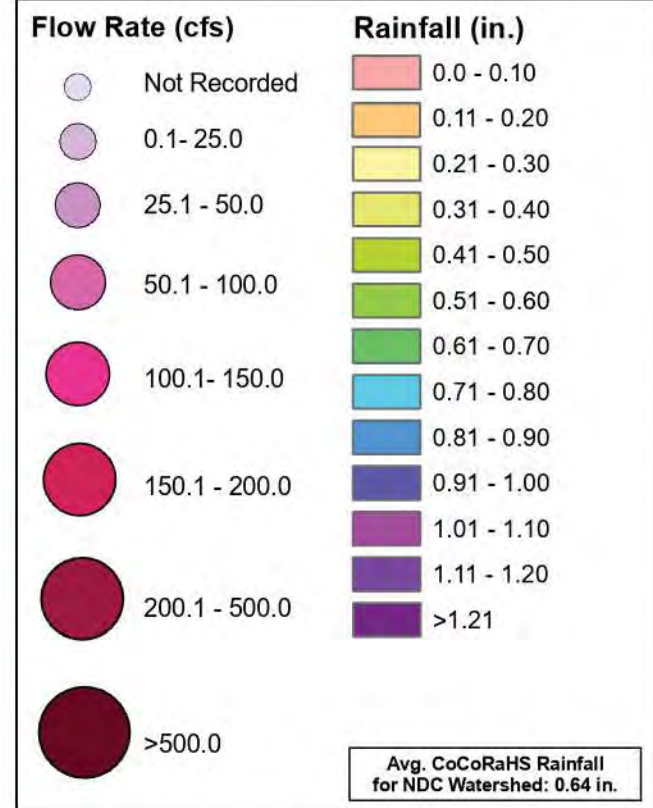 Flow Rate (cfs)
Not Recorded
0.1- 25.0
25.1 - 50.0
50.1 - 100.0
100.1- 150.0
150.1 - 200.0
200.1 - 500.0
>500.0
Rainfall (in.)
0.0 - 0.10
0.11 - 0.20
0.21 - 0.30
0.31 - 0.40
0.41 - 0.50
0.51 - 0.60
0.61 - 0.70
0.71 - 0.80
0.81 - 0.90
0.91 - 1.00
1.01 - 1.10
1.11 - 1.20
>1.21
Avg. CoCoRaHS Rainfall
for NDC Watershed: 0.64 in.